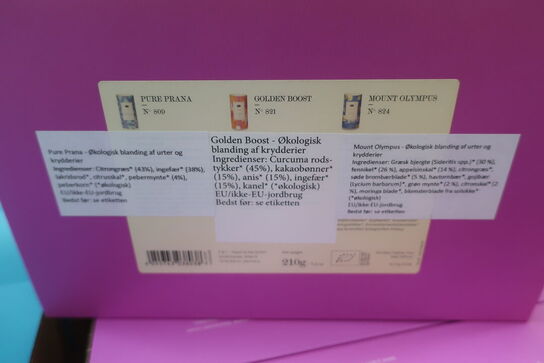 PURE PRANA
N° 809
GOLDEN BOOST
N° 821
MOUNT OLYMPUS
N° 824
Pure Prana - Økologisk blanding af urter og
krydderier
Ingredienser: Citrongræs* (43%), ingefær* (38%),
lakridsrod*, citrusskal*, pebermynte* (4%),
peberkorn* (*økologisk)
EU/ikke-EU-jordbrug
Bedst før: se etiketten
Golden Boost - Økologisk
blanding af krydderier
Ingredienser: Curcuma rods-
tykker* (45%), kakaobønner*
(15%), anis* (15%), ingefær*
(15%), kanel* (*økologisk)
EU/IKKE-EU-jordbrug
Bedst før: se etiketten
Mount Olympus - Økologisk blanding af urter og
krydderier
Ingredienser: Græsk bjergte (Sideritis spp.)* (30 %),
fennikel* (26 %), appelsinskal* (14 %), citrongræs*,
søde brombærblade* (5 %), havtornbær*, gojibær
(Lycium barbarum)*, grøn mynte* (2 %), citronskal* (2
%), moringa blade*, blomsterblade fra solsikke*
(*økologisk)
EU/ikke-EU-jordbrug
Bedst før: se etiketten
210g